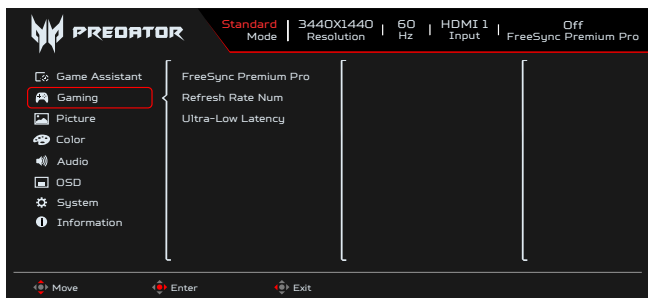 PREDATOR
Standard Mode
3440X1440 Resolution
60 Hz
HDMI 1 Input
Off FreeSync Premium Pro
Game Assistant
Gaming
Picture
Color
Audio
OSD
System
Information
FreeSync Premium Pro
Refresh Rate Num
Ultra-Low Latency
Move
Enter
Exit